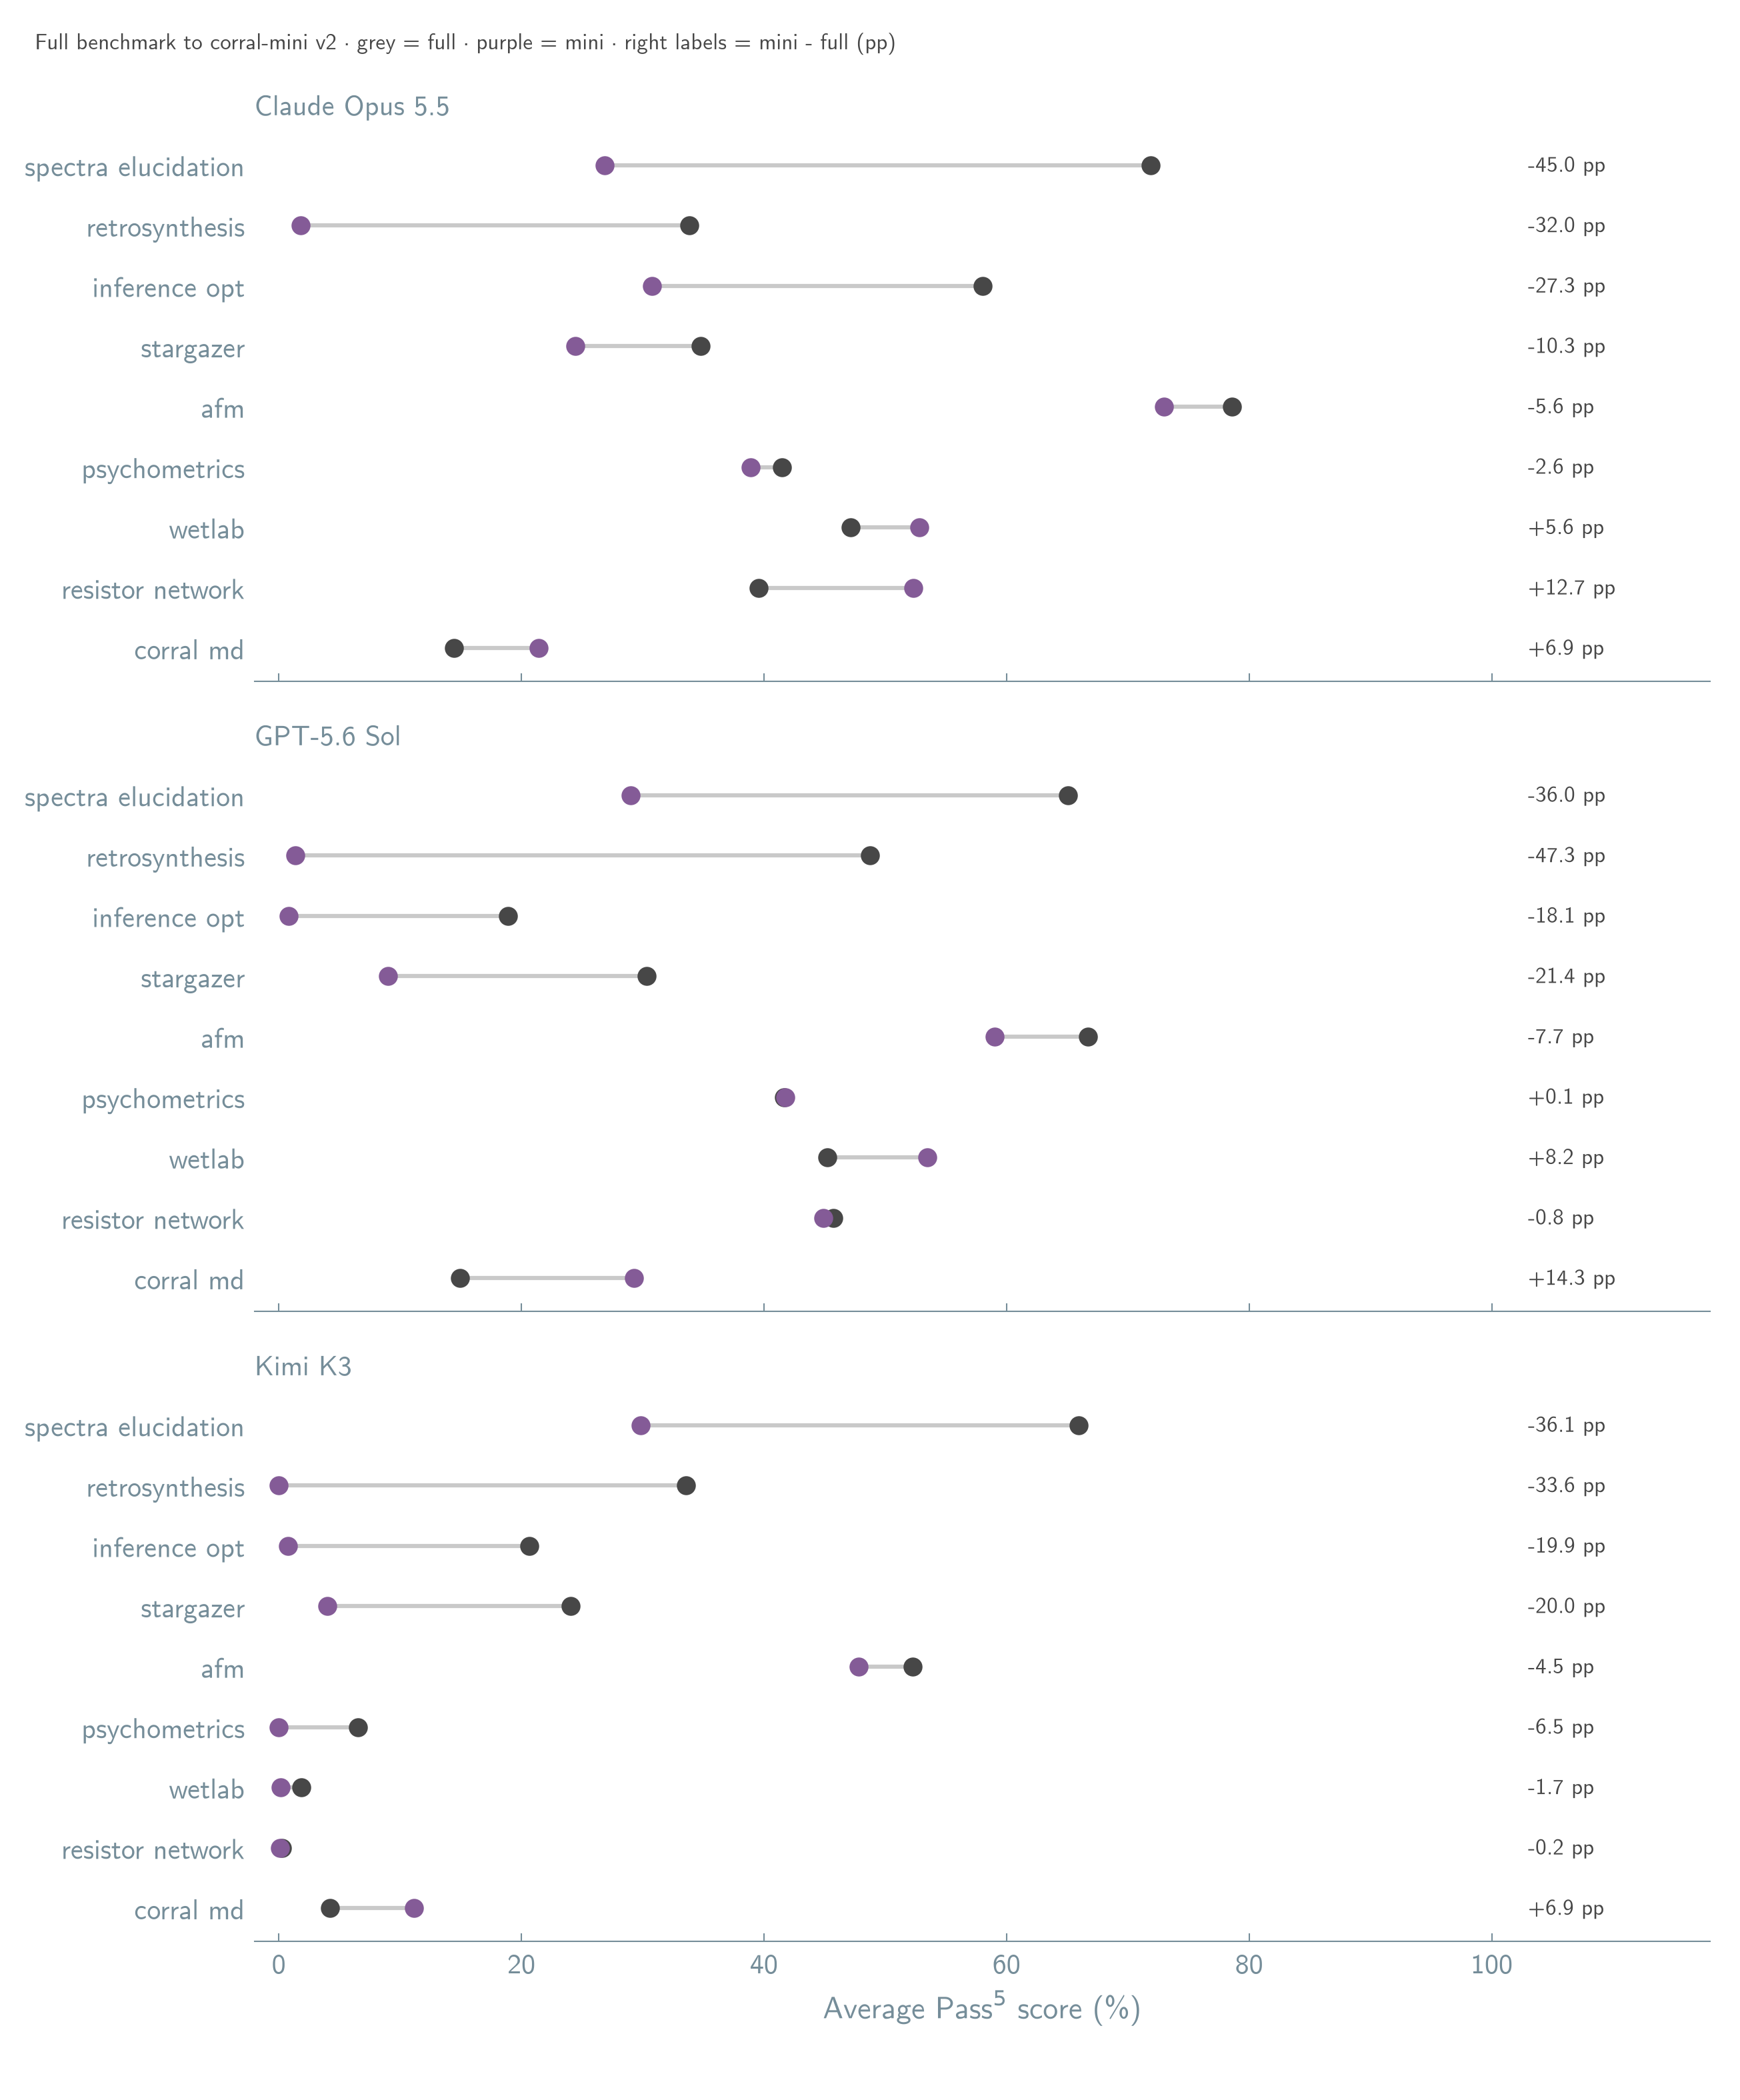 Full benchmark to corral-mini v2 · grey = full · purple = mini · right labels = mini - full (pp)
Claude Opus 5.5
spectra elucidation -45.0 pp
retrosynthesis -32.0 pp
inference opt -27.3 pp
stargazer -10.3 pp
afm -5.6 pp
psychometrics -2.6 pp
wetlab +5.6 pp
resistor network +12.7 pp
corral md +6.9 pp
GPT-5.6 Sol
spectra elucidation -36.0 pp
retrosynthesis -47.3 pp
inference opt -18.1 pp
stargazer -21.4 pp
afm -7.7 pp
psychometrics +0.1 pp
wetlab +8.2 pp
resistor network -0.8 pp
corral md +14.3 pp
Kimi K3
spectra elucidation -36.1 pp
retrosynthesis -33.6 pp
inference opt -19.9 pp
stargazer -20.0 pp
afm -4.5 pp
psychometrics -6.5 pp
wetlab -1.7 pp
resistor network -0.2 pp
corral md +6.9 pp
0 20 40 60 80 100
Average Pass⁵ score (%)